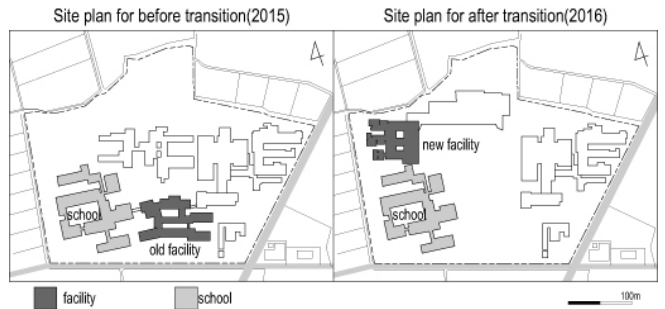 Site plan for before transition(2015)
Site plan for after transition(2016)
school
old facility
new facility
school
facility
school
100m